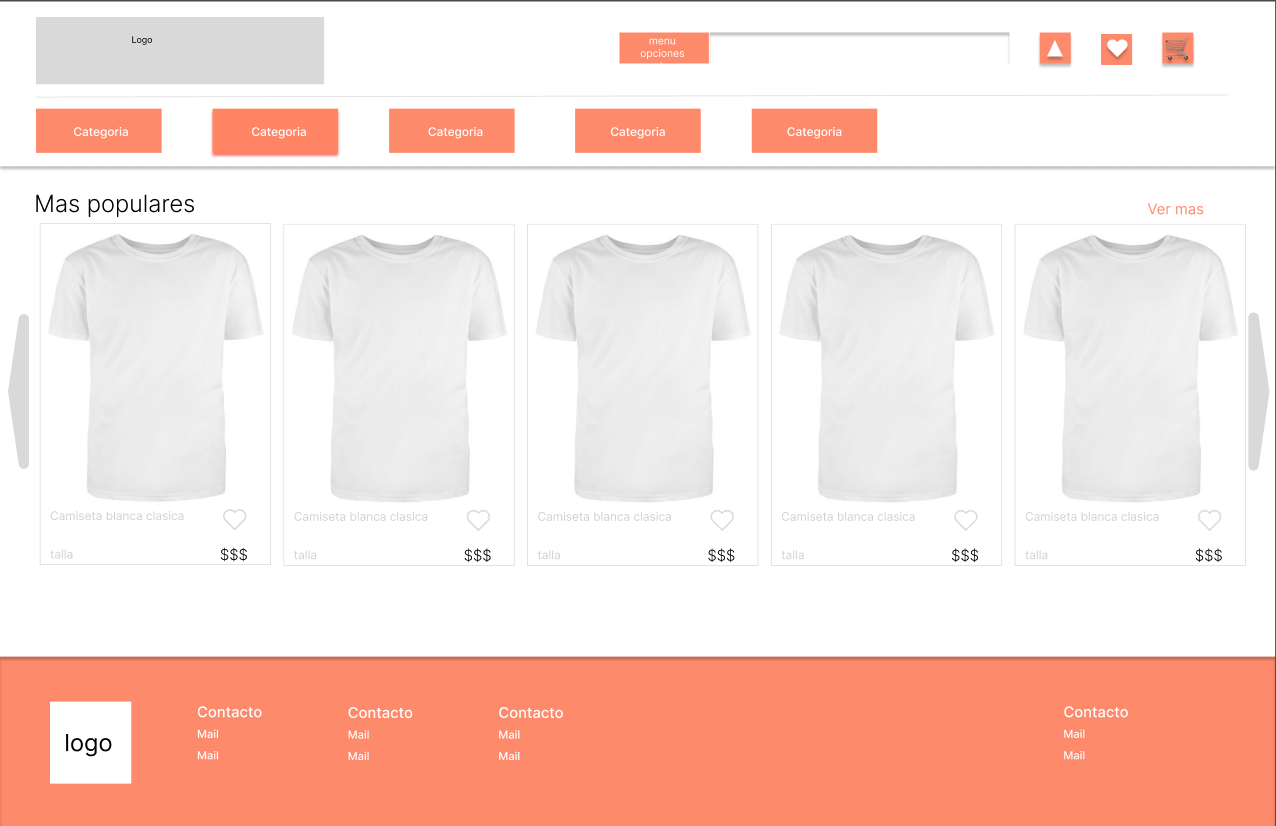 Logo
menu
opciones
Categoria
Categoria
Categoria
Categoria
Categoria
Mas populares
Ver mas
Camiseta blanca clasica
talla
$$$
Camiseta blanca clasica
talla
$$$
Camiseta blanca clasica
talla
$$$
Camiseta blanca clasica
talla
$$$
Camiseta blanca clasica
talla
$$$
logo
Contacto
Mail
Mail
Contacto
Mail
Mail
Contacto
Mail
Mail
Contacto
Mail
Mail